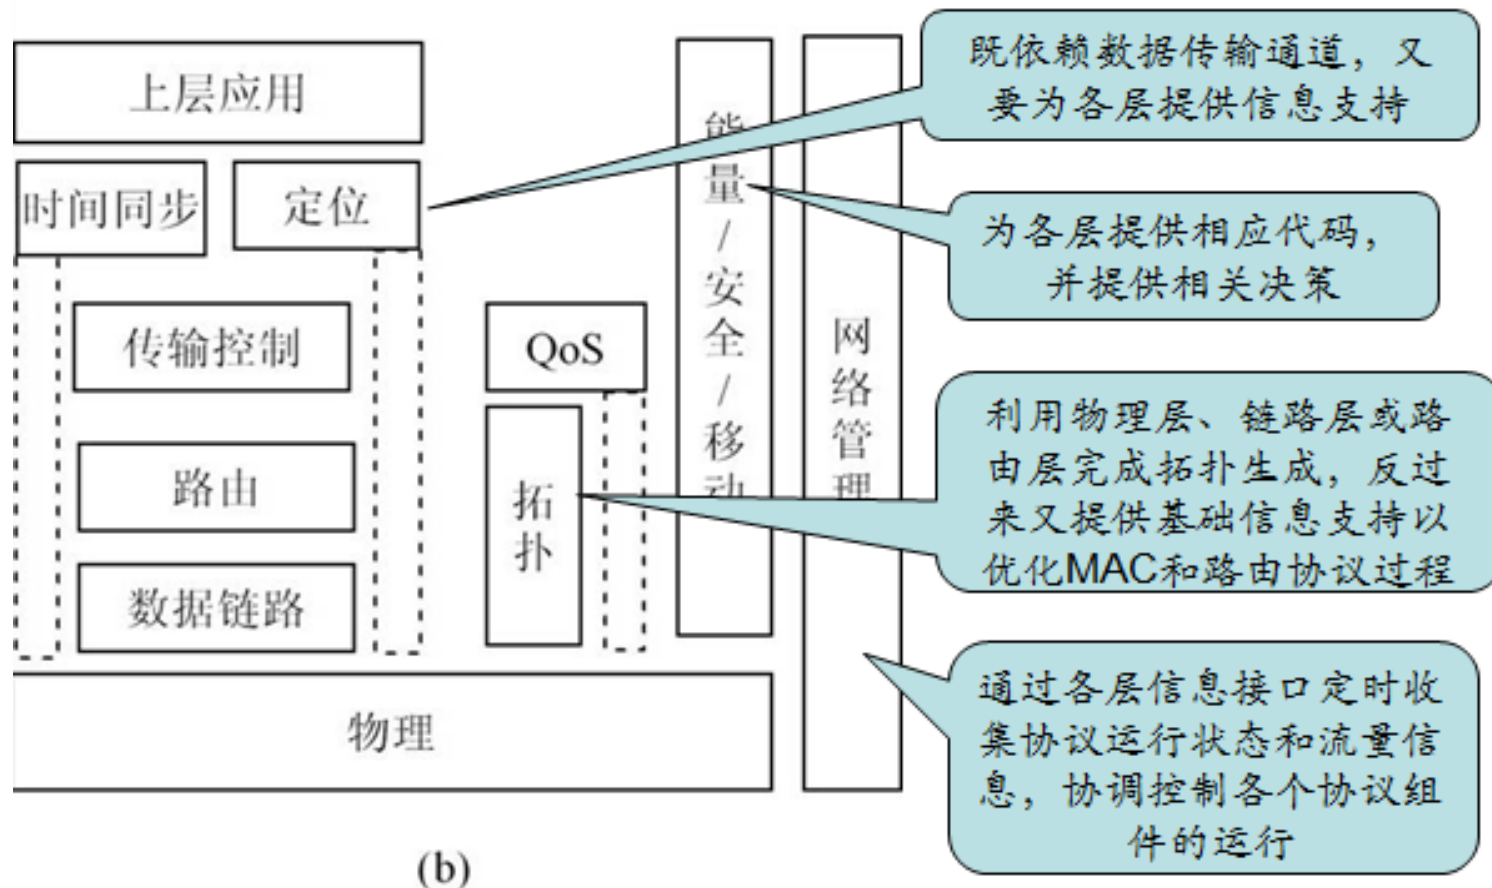 上层应用
时间同步
定位
传输控制
路由
数据链路
QoS
拓
扑
物理
能
量
/
安
全
/
移
动
网
络
管
理
既依赖数据传输通道，又
要为各层提供信息支持
为各层提供相应代码，
并提供相关决策
利用物理层、链路层或路
由层完成拓扑生成，反过
来又提供基础信息支持以
优化MAC和路由协议过程
通过各层信息接口定时收
集协议运行状态和流量信
息，协调控制各个协议组
件的运行
(b)